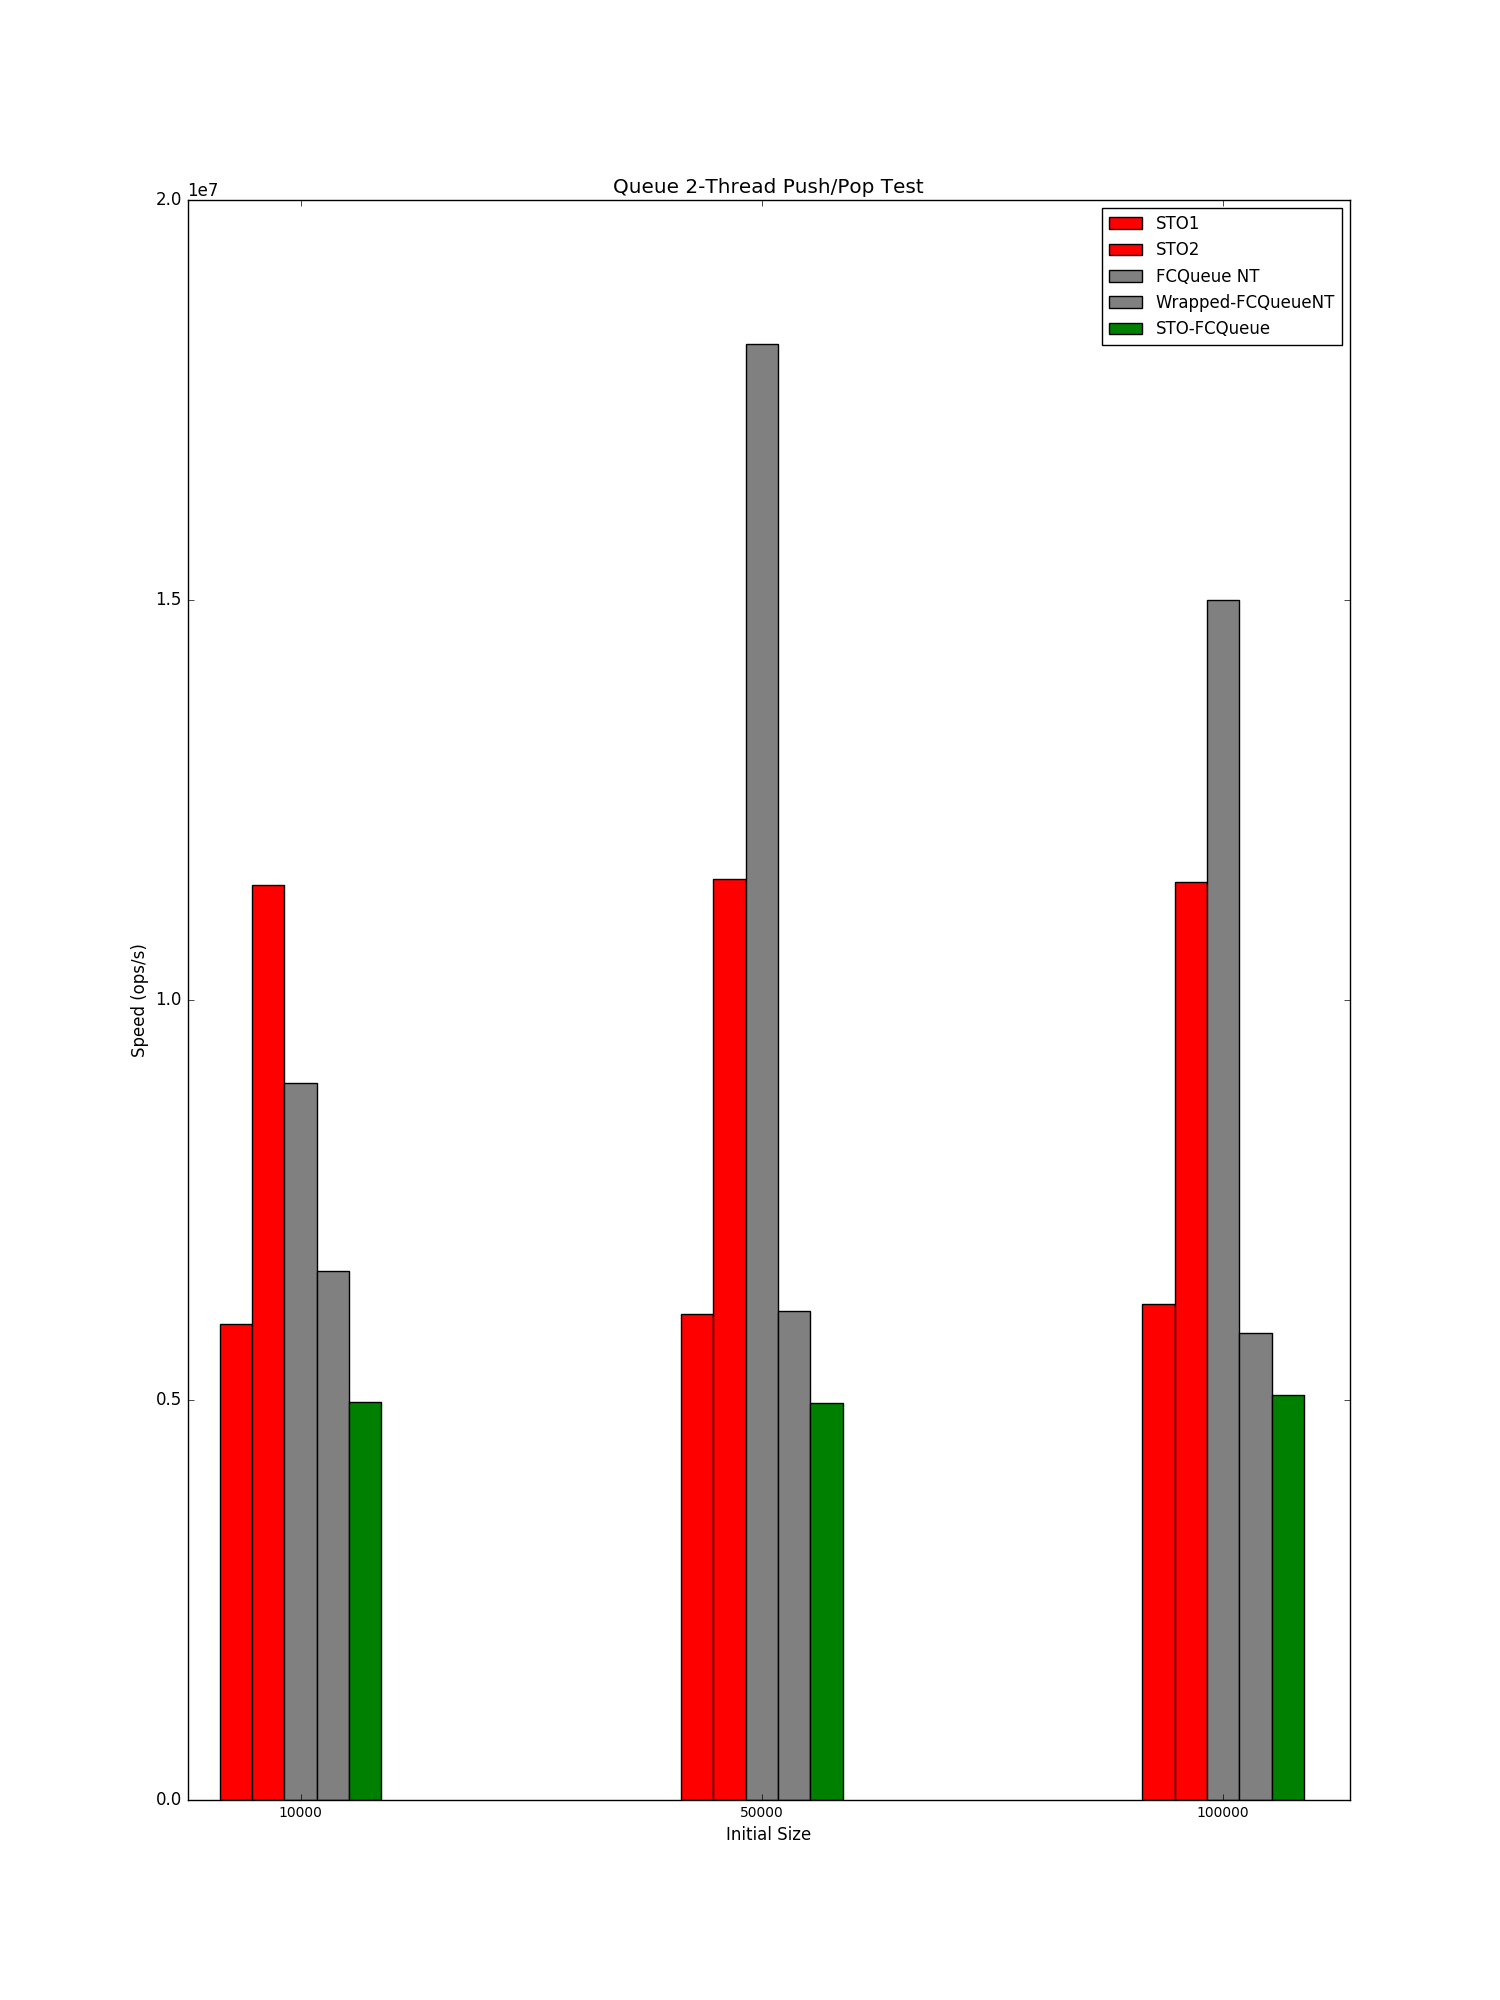 Queue 2-Thread Push/Pop Test
1e7
2.0
1.5
1.0
0.5
0.0
Speed (ops/s)
STO1
STO2
FCQueue NT
Wrapped-FCQueueNT
STO-FCQueue
10000
50000
100000
Initial Size